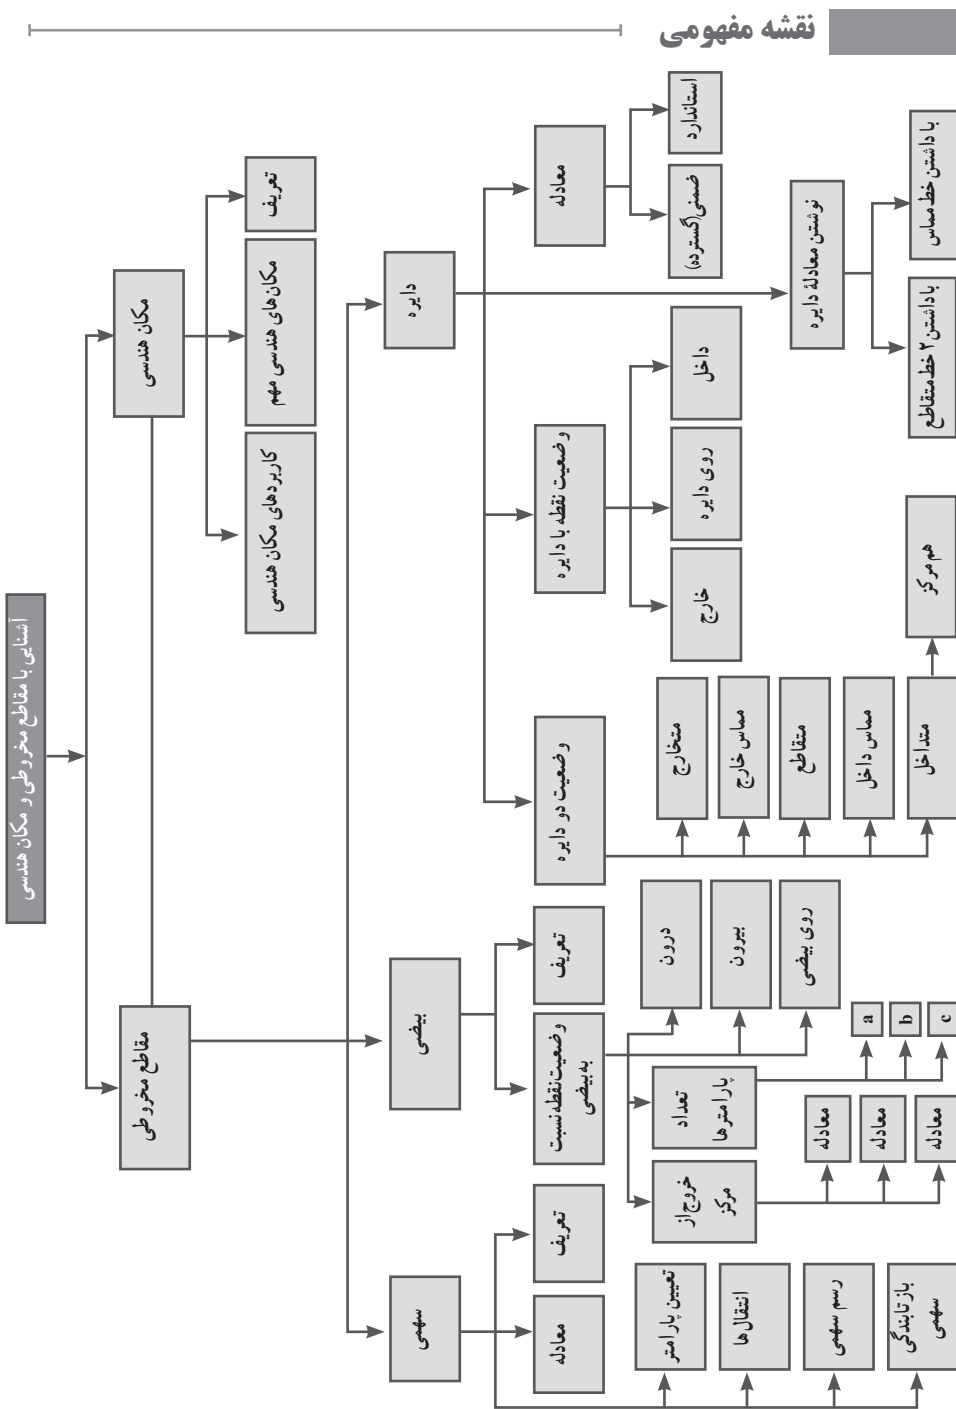 نقشه مفهومی
آشنایی با مقاطع مخروطی و مکان هندسی
مکان هندسی
تعریف
مکان‌های هندسی مهم
کاربردهای مکان هندسی
مقاطع مخروطی
دایره
معادله
استاندارد
ضمنی (گسترده)
نوشتن معادلهٔ دایره
با داشتن خط مماس
با داشتن ۲ خط متقاطع
وضعیت نقطه با دایره
داخل
روی دایره
خارج
وضعیت دو دایره
متخارج
مماس خارج
متقاطع
مماس داخل
متداخل
هم مرکز
بیضی
تعریف
وضعیت نقطه نسبت
به بیضی
درون
بیرون
روی بیضی
تعداد
پارامترها
a
b
c
خروج از
مرکز
معادله
معادله
معادله
سهمی
تعریف
معادله
تعیین پارامتر
انتقال‌ها
رسم سهمی
بازتابندگی
سهمی